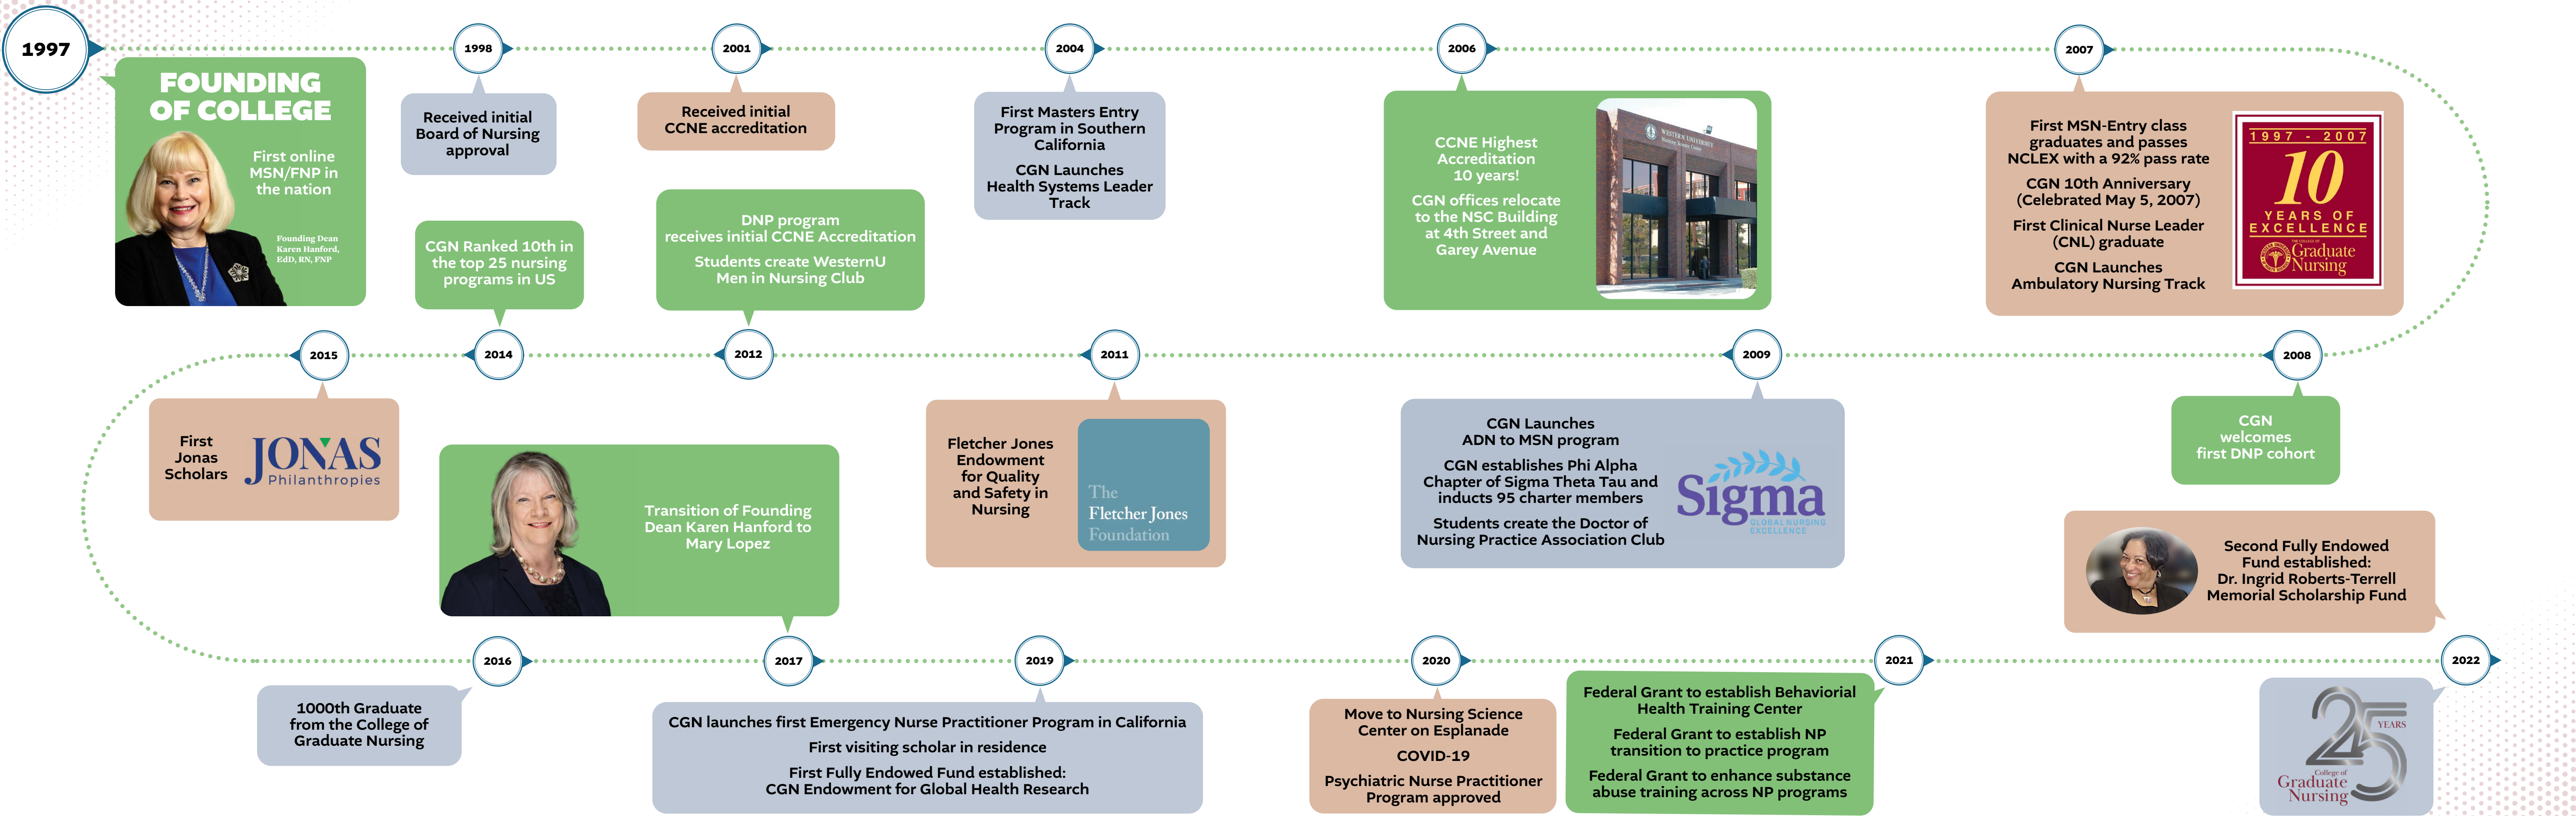 1997
FOUNDING
OF COLLEGE
First online
MSN/FNP in
the nation
Founding Dean
Karen Hanford,
EdD, RN, FNP
1998
Received initial
Board of Nursing
approval
2001
Received initial
CCNE accreditation
2004
First Masters Entry
Program in Southern
California
CGN Launches
Health Systems Leader
Track
2006
CCNE Highest
Accreditation
10 years!
CGN offices relocate
to the NSC Building
at 4th Street and
Garey Avenue
WESTERN UNIVERSITY
2007
First MSN-Entry class
graduates and passes
NCLEX with a 92% pass rate
CGN 10th Anniversary
(Celebrated May 5, 2007)
First Clinical Nurse Leader
(CNL) graduate
CGN Launches
Ambulatory Nursing Track
1997 - 2007
10
YEARS OF
EXCELLENCE
THE COLLEGE OF
Graduate
Nursing
2008
CGN
welcomes
first DNP cohort
2009
CGN Launches
ADN to MSN program
CGN establishes Phi Alpha
Chapter of Sigma Theta Tau and
inducts 95 charter members
Students create the Doctor of
Nursing Practice Association Club
Sigma
GLOBAL NURSING
EXCELLENCE
2011
Fletcher Jones
Endowment
for Quality
and Safety in
Nursing
The
Fletcher Jones
Foundation
2012
DNP program
receives initial CCNE Accreditation
Students create WesternU
Men in Nursing Club
2014
CGN Ranked 10th in
the top 25 nursing
programs in US
2015
First
Jonas
Scholars
JONAS
Philanthropies
2016
1000th Graduate
from the College of
Graduate Nursing
2017
Transition of Founding
Dean Karen Hanford to
Mary Lopez
2019
CGN launches first Emergency Nurse Practitioner Program in California
First visiting scholar in residence
First Fully Endowed Fund established:
CGN Endowment for Global Health Research
2020
Move to Nursing Science
Center on Esplanade
COVID-19
Psychiatric Nurse Practitioner
Program approved
2021
Federal Grant to establish Behaviorial
Health Training Center
Federal Grant to establish NP
transition to practice program
Federal Grant to enhance substance
abuse training across NP programs
2022
Second Fully Endowed
Fund established:
Dr. Ingrid Roberts-Terrell
Memorial Scholarship Fund
25
YEARS
College of
Graduate
Nursing